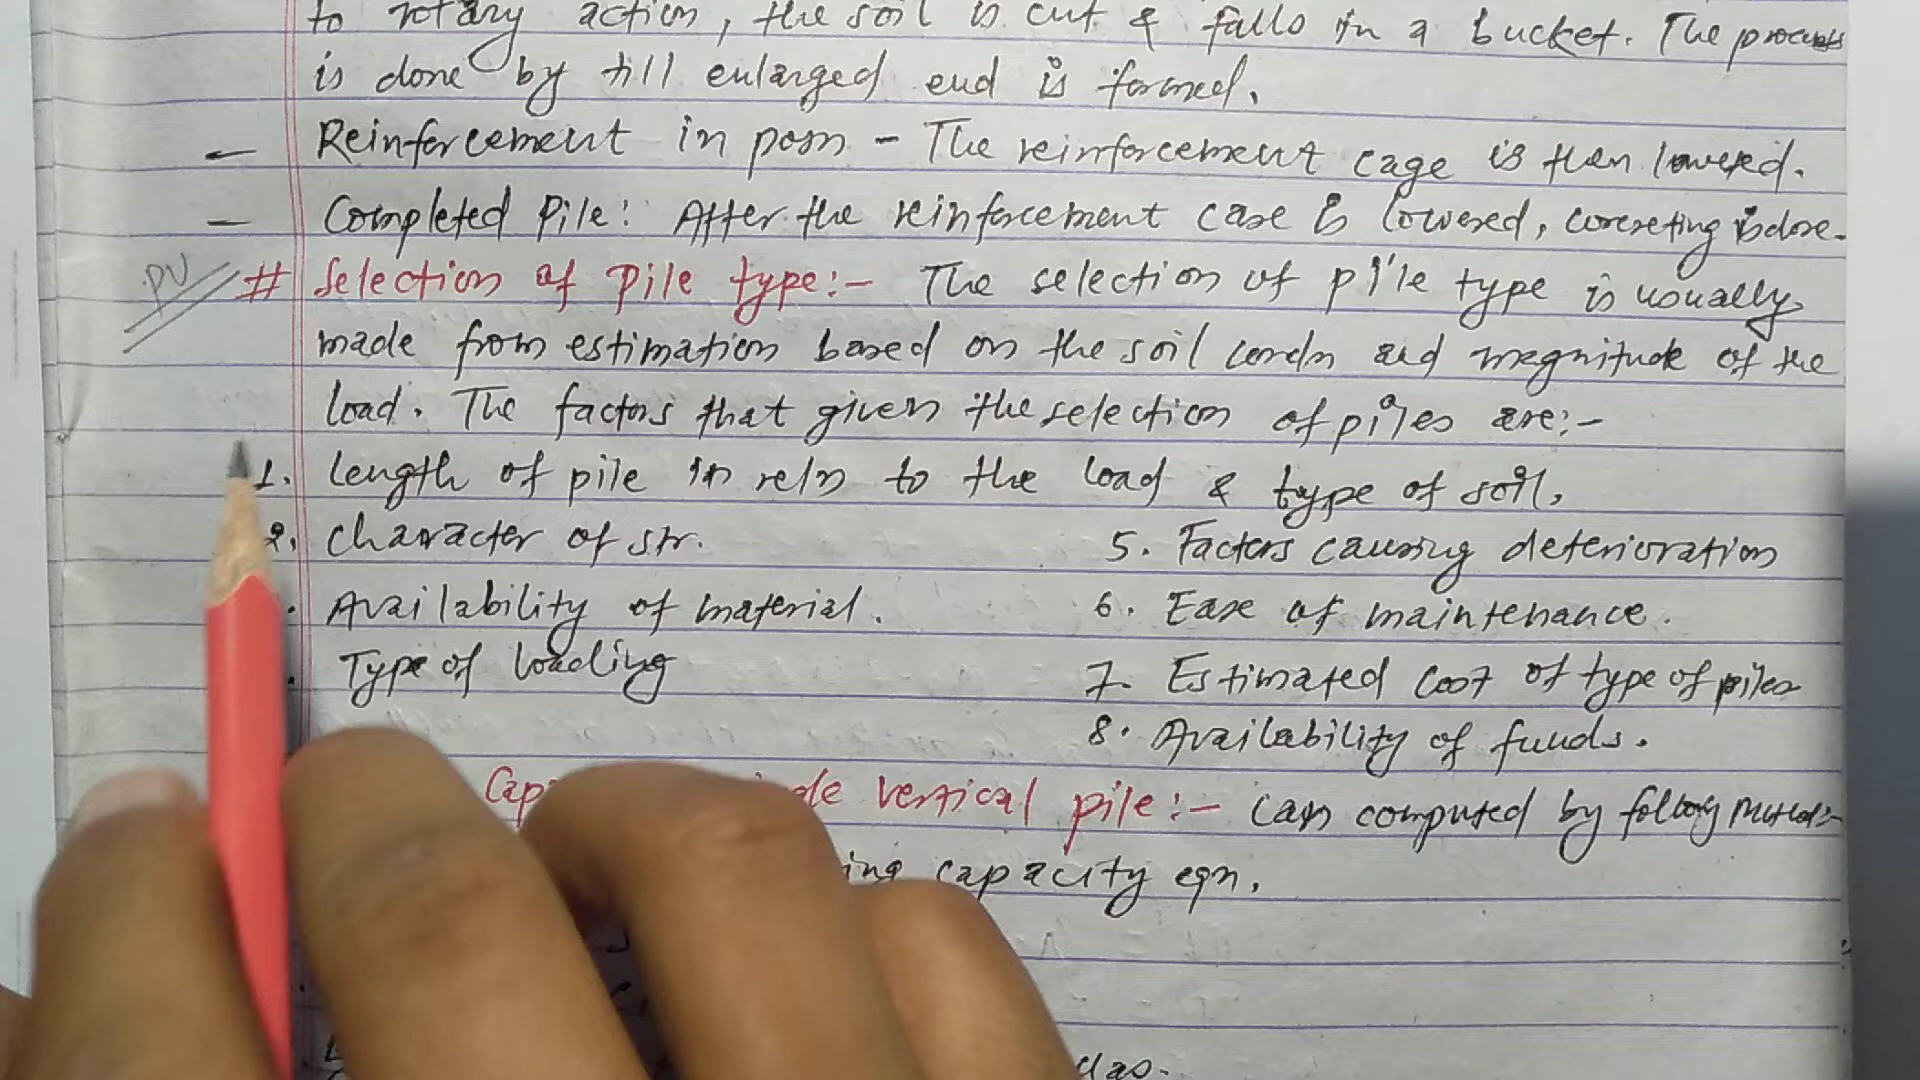 to rotary action, the soil is cut & falls in a bucket. The process
is done by till enlarged end is formed.
– Reinforcement in posn – The reinforcement cage is then lowered.
– Completed Pile: After the reinforcement case is lowered, concreting is done.
PU # Selection of Pile type:– The selection of pile type is usually
made from estimation based on the soil condn and magnitude of the
load. The factors that given the selection of piles are:–
1. Length of pile in reln to the load & type of soil,
2. Character of str.
5. Factors causing deterioration
Availability of material.
6. Ease of maintenance.
Type of loading
7. Estimated cost of type of piles
8. Availability of funds.
vertical pile:– Can computed by
capacity eqn.